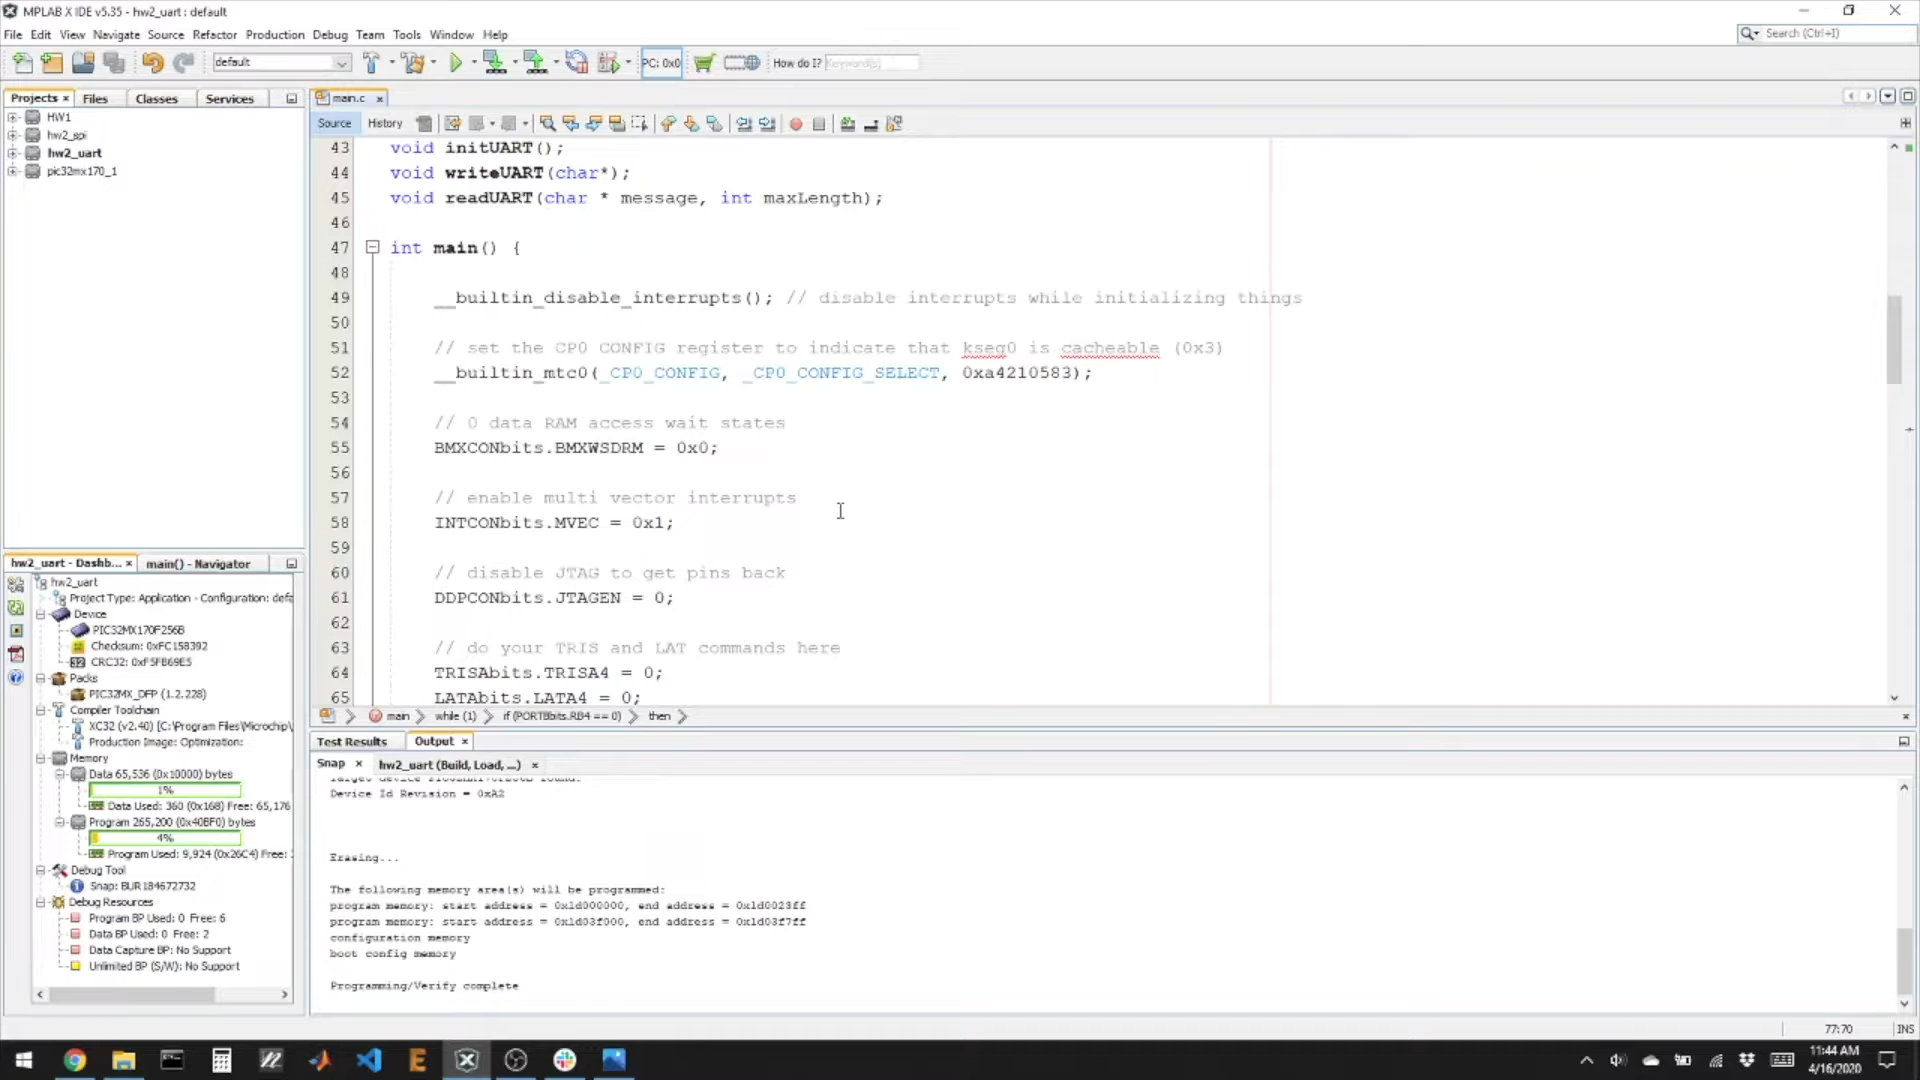 MPLAB X IDE v5.35 - hw2_uart : default
File Edit View Navigate Source Refactor Production Debug Team Tools Window Help
Search (Ctrl+I)
default
PC: 0x0
How do I? Keyword(s)
Projects × Files Classes Services
main.c ×
HW1
hw2_spi
hw2_uart
pic32mx170_1
Source History
43 void initUART();
44 void writeUART(char*);
45 void readUART(char * message, int maxLength);
46
47 int main() {
48
49 __builtin_disable_interrupts(); // disable interrupts while initializing things
50
51 // set the CP0 CONFIG register to indicate that kseg0 is cacheable (0x3)
52 __builtin_mtc0(_CP0_CONFIG, _CP0_CONFIG_SELECT, 0xa4210583);
53
54 // 0 data RAM access wait states
55 BMXCONbits.BMXWSDRM = 0x0;
56
57 // enable multi vector interrupts
58 INTCONbits.MVEC = 0x1;
59
60 // disable JTAG to get pins back
61 DDPCONbits.JTAGEN = 0;
62
63 // do your TRIS and LAT commands here
64 TRISAbits.TRISA4 = 0;
65 LATAbits.LATA4 = 0;
main while (1) if (PORTBbits.RB4 == 0) then
hw2_uart - Dashb... × main() - Navigator
hw2_uart
Project Type: Application - Configuration: defa
Device
PIC32MX170F256B
Checksum: 0xFC158392
CRC32: 0xF5FB69E5
Packs
PIC32MX_DFP (1.2.228)
Compiler Toolchain
XC32 (v2.40) [C:\Program Files\Microchip\
Production Image: Optimization:
Memory
Data 65,536 (0x10000) bytes
1%
Data Used: 360 (0x168) Free: 65,176
Program 265,200 (0x40BF0) bytes
4%
Program Used: 9,924 (0x26C4) Free:
Debug Tool
Snap: BUR184672732
Debug Resources
Program BP Used: 0 Free: 6
Data BP Used: 0 Free: 2
Data Capture BP: No Support
Unlimited BP (S/W): No Support
Test Results Output ×
Snap × hw2_uart (Build, Load, ...) ×
Target device
Device Id Revision = 0xA2
Erasing...
The following memory area(s) will be programmed:
program memory: start address = 0x1d000000, end address = 0x1d0023ff
program memory: start address = 0x1d03f000, end address = 0x1d03f7ff
configuration memory
boot config memory
Programming/Verify complete
77:70 INS
11:44 AM
4/16/2020